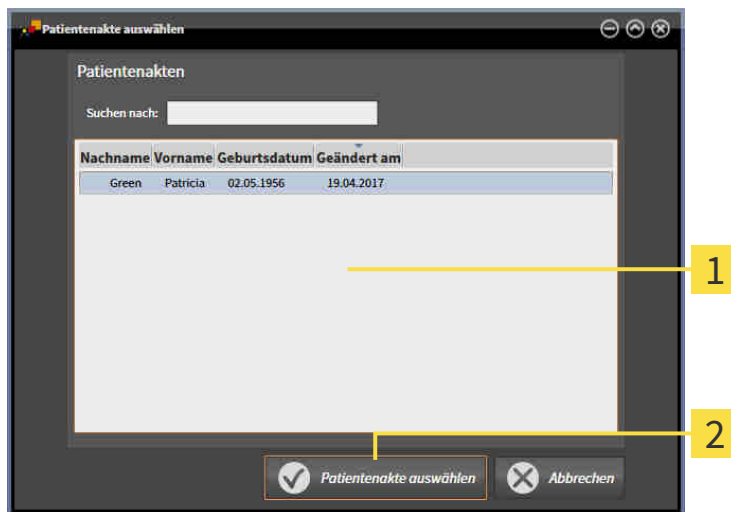 Patientenakte auswählen
Patientenakten
Suchen nach:
Nachname Vorname Geburtsdatum Geändert am
Green Patricia 02.05.1956 19.04.2017
1
2
Patientenakte auswählen Abbrechen